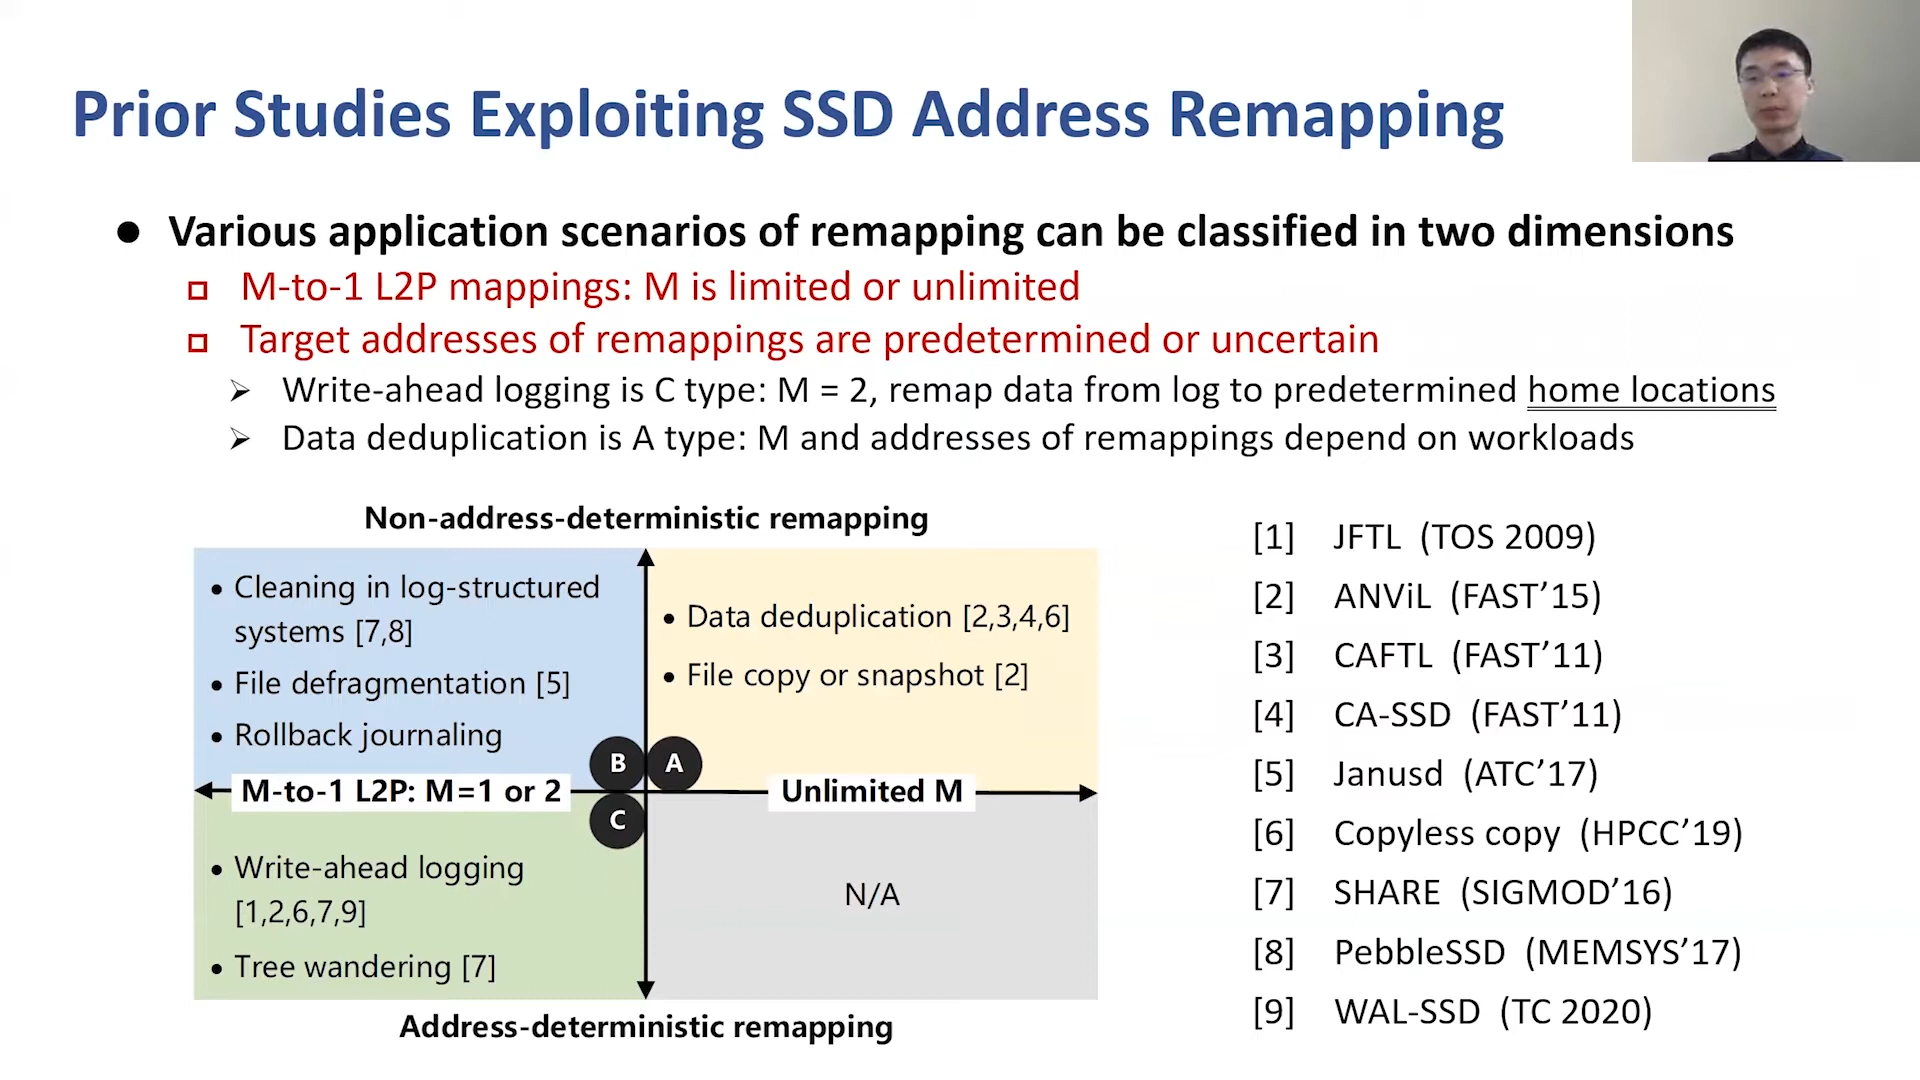 Prior Studies Exploiting SSD Address Remapping
● Various application scenarios of remapping can be classified in two dimensions
M-to-1 L2P mappings: M is limited or unlimited
Target addresses of remappings are predetermined or uncertain
➢ Write-ahead logging is C type: M = 2, remap data from log to predetermined home locations
➢ Data deduplication is A type: M and addresses of remappings depend on workloads
Non-address-deterministic remapping
• Cleaning in log-structured
systems [7,8]
• File defragmentation [5]
• Rollback journaling
• Data deduplication [2,3,4,6]
• File copy or snapshot [2]
B
A
M-to-1 L2P: M=1 or 2
Unlimited M
C
• Write-ahead logging
[1,2,6,7,9]
• Tree wandering [7]
N/A
Address-deterministic remapping
[1] JFTL (TOS 2009)
[2] ANViL (FAST’15)
[3] CAFTL (FAST’11)
[4] CA-SSD (FAST’11)
[5] Janusd (ATC’17)
[6] Copyless copy (HPCC’19)
[7] SHARE (SIGMOD’16)
[8] PebbleSSD (MEMSYS’17)
[9] WAL-SSD (TC 2020)